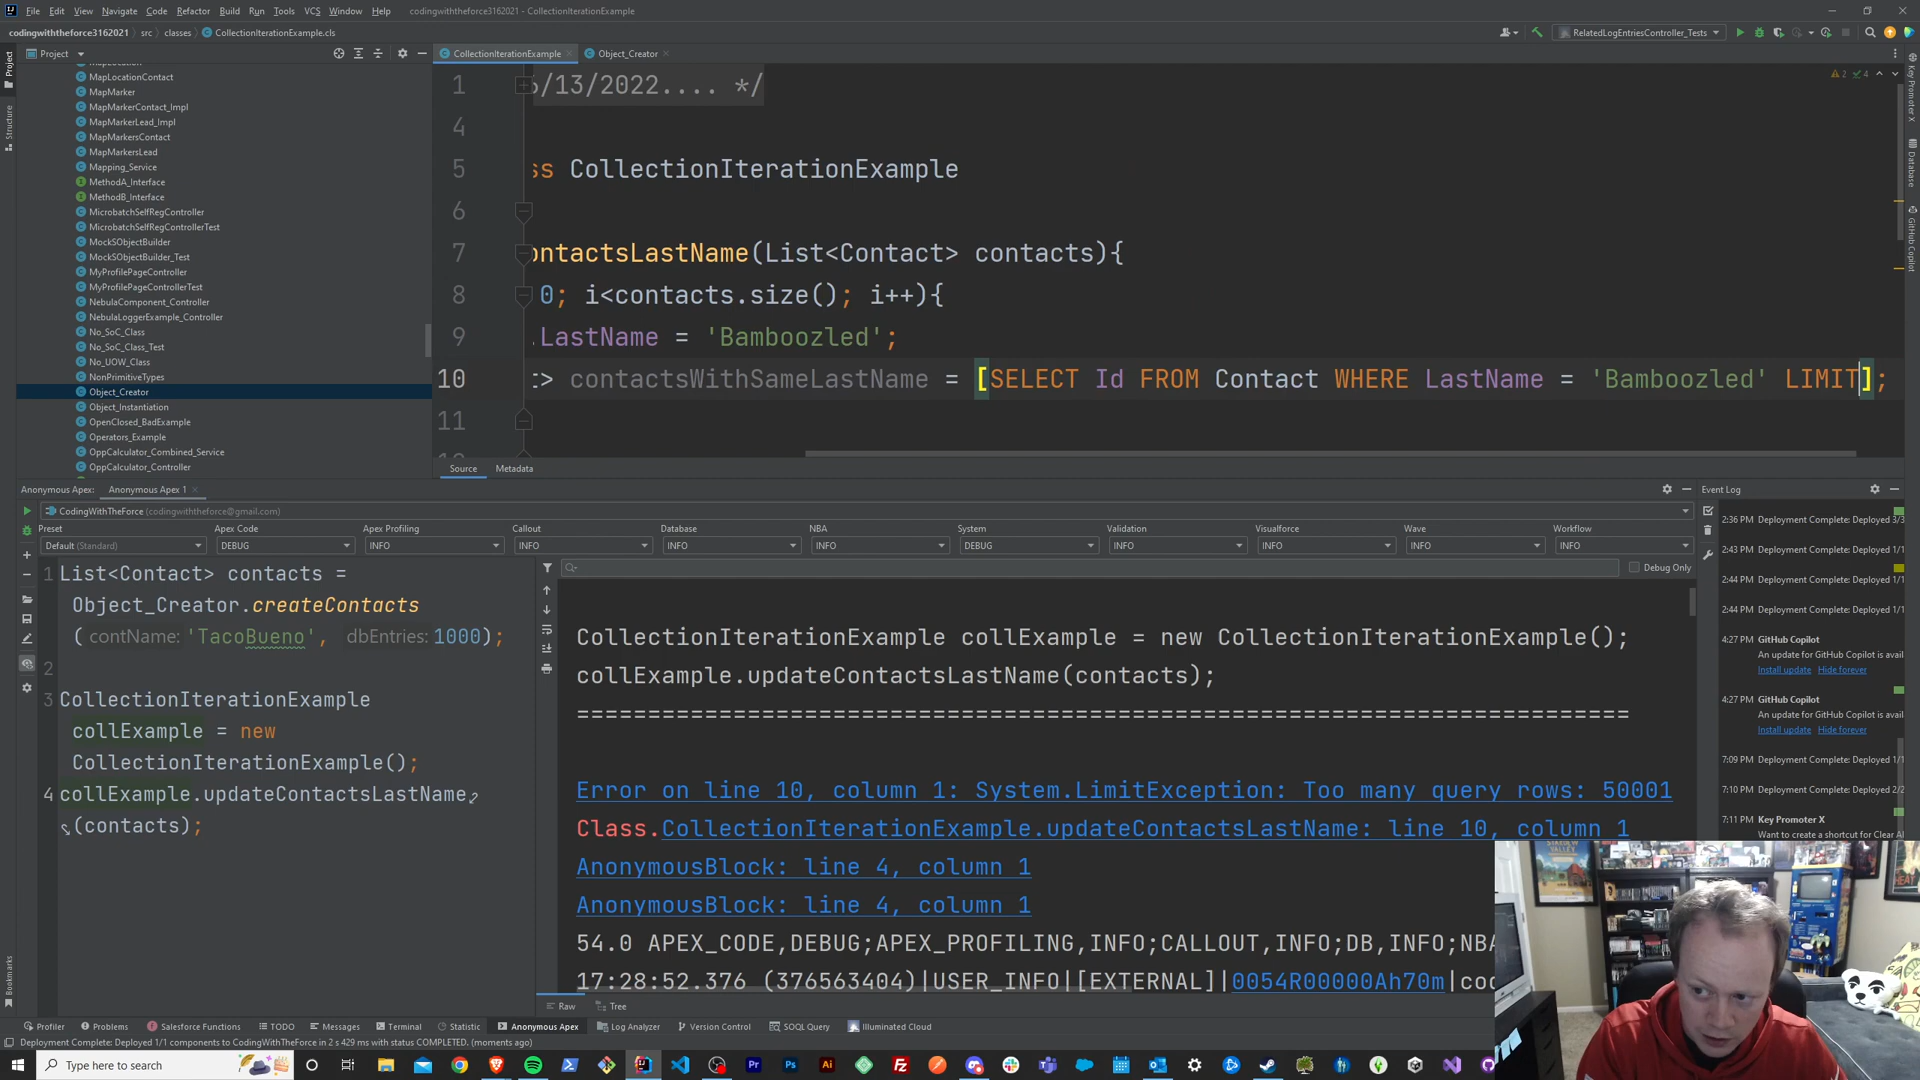 File Edit View Navigate Code Refactor Build Run Tools VCS Window Help codingwiththeforce3162021 - CollectionIterationExample
codingwiththeforce3162021 src classes CollectionIterationExample.cls RelatedLogEntriesController_Tests
Project CollectionIterationExample Object_Creator
MapLocationContact
MapMarker
MapMarkerContact_Impl
MapMarkerLead_Impl
MapMarkersContact
MapMarkersLead
Mapping_Service
MethodA_Interface
MethodB_Interface
MicrobatchSelfRegController
MicrobatchSelfRegControllerTest
MockSObjectBuilder
MockSObjectBuilder_Test
MyProfilePageController
MyProfilePageControllerTest
NebulaComponent_Controller
NebulaLoggerExample_Controller
No_SoC_Class
No_SoC_Class_Test
No_UOW_Class
NonPrimitiveTypes
Object_Creator
Object_Instantiation
OpenClosed_BadExample
Operators_Example
OppCalculator_Combined_Service
OppCalculator_Controller
Project
Structure
Bookmarks
1 6/13/2022.... */
4
5 ss CollectionIterationExample
6
7 ontactsLastName(List<Contact> contacts){
8 0; i<contacts.size(); i++){
9 .LastName = 'Bamboozled';
10 t> contactsWithSameLastName = [SELECT Id FROM Contact WHERE LastName = 'Bamboozled' LIMIT];
11
2 4
Key Promoter X
Database
GitHub Copilot
Source Metadata
Anonymous Apex: Anonymous Apex 1
CodingWithTheForce (codingwiththeforce@gmail.com)
Preset Apex Code Apex Profiling Callout Database NBA System Validation Visualforce Wave Workflow
Default (Standard) DEBUG INFO INFO INFO INFO DEBUG INFO INFO INFO INFO
1 List<Contact> contacts =
Object_Creator.createContacts
( contName: 'TacoBueno', dbEntries: 1000);
2
3 CollectionIterationExample
collExample = new
CollectionIterationExample();
4 collExample.updateContactsLastName
(contacts);
Debug Only
CollectionIterationExample collExample = new CollectionIterationExample();
collExample.updateContactsLastName(contacts);
==========================================================================
Error on line 10, column 1: System.LimitException: Too many query rows: 50001
Class.CollectionIterationExample.updateContactsLastName: line 10, column 1
AnonymousBlock: line 4, column 1
AnonymousBlock: line 4, column 1
54.0 APEX_CODE,DEBUG;APEX_PROFILING,INFO;CALLOUT,INFO;DB,INFO;NBA
17:28:52.376 (376563404)|USER_INFO|[EXTERNAL]|0054R00000Ah70m|coo
Raw Tree
Event Log
2:36 PM Deployment Complete: Deployed 3/3
2:43 PM Deployment Complete: Deployed 1/1
2:44 PM Deployment Complete: Deployed 1/1
2:44 PM Deployment Complete: Deployed 1/1
4:27 PM GitHub Copilot
An update for GitHub Copilot is avai
Install update Hide forever
4:27 PM GitHub Copilot
An update for GitHub Copilot is avai
Install update Hide forever
7:09 PM Deployment Complete: Deployed 1/1
7:10 PM Deployment Complete: Deployed 2/2
7:11 PM Key Promoter X
Want to create a shortcut for Clear Al
Profiler Problems Salesforce Functions TODO Messages Terminal Statistic Anonymous Apex Log Analyzer Version Control SOQL Query Illuminated Cloud
Deployment Complete: Deployed 1/1 components to CodingWithTheForce in 2 s 429 ms with status COMPLETED. (moments ago)
Type here to search